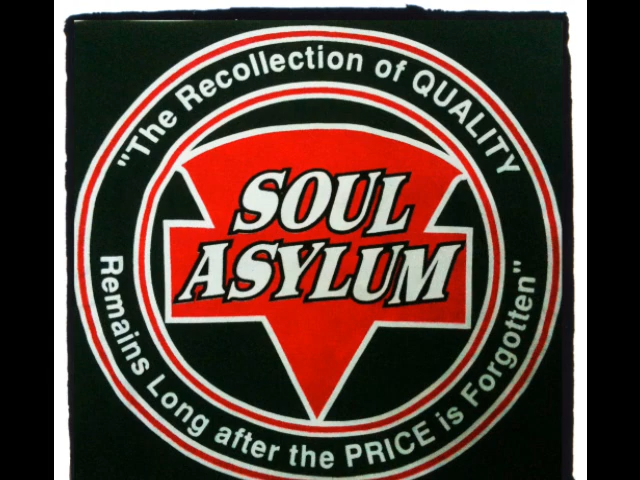 "The Recollection of QUALITY
SOUL
ASYLUM
Remains Long after the PRICE is Forgotten"